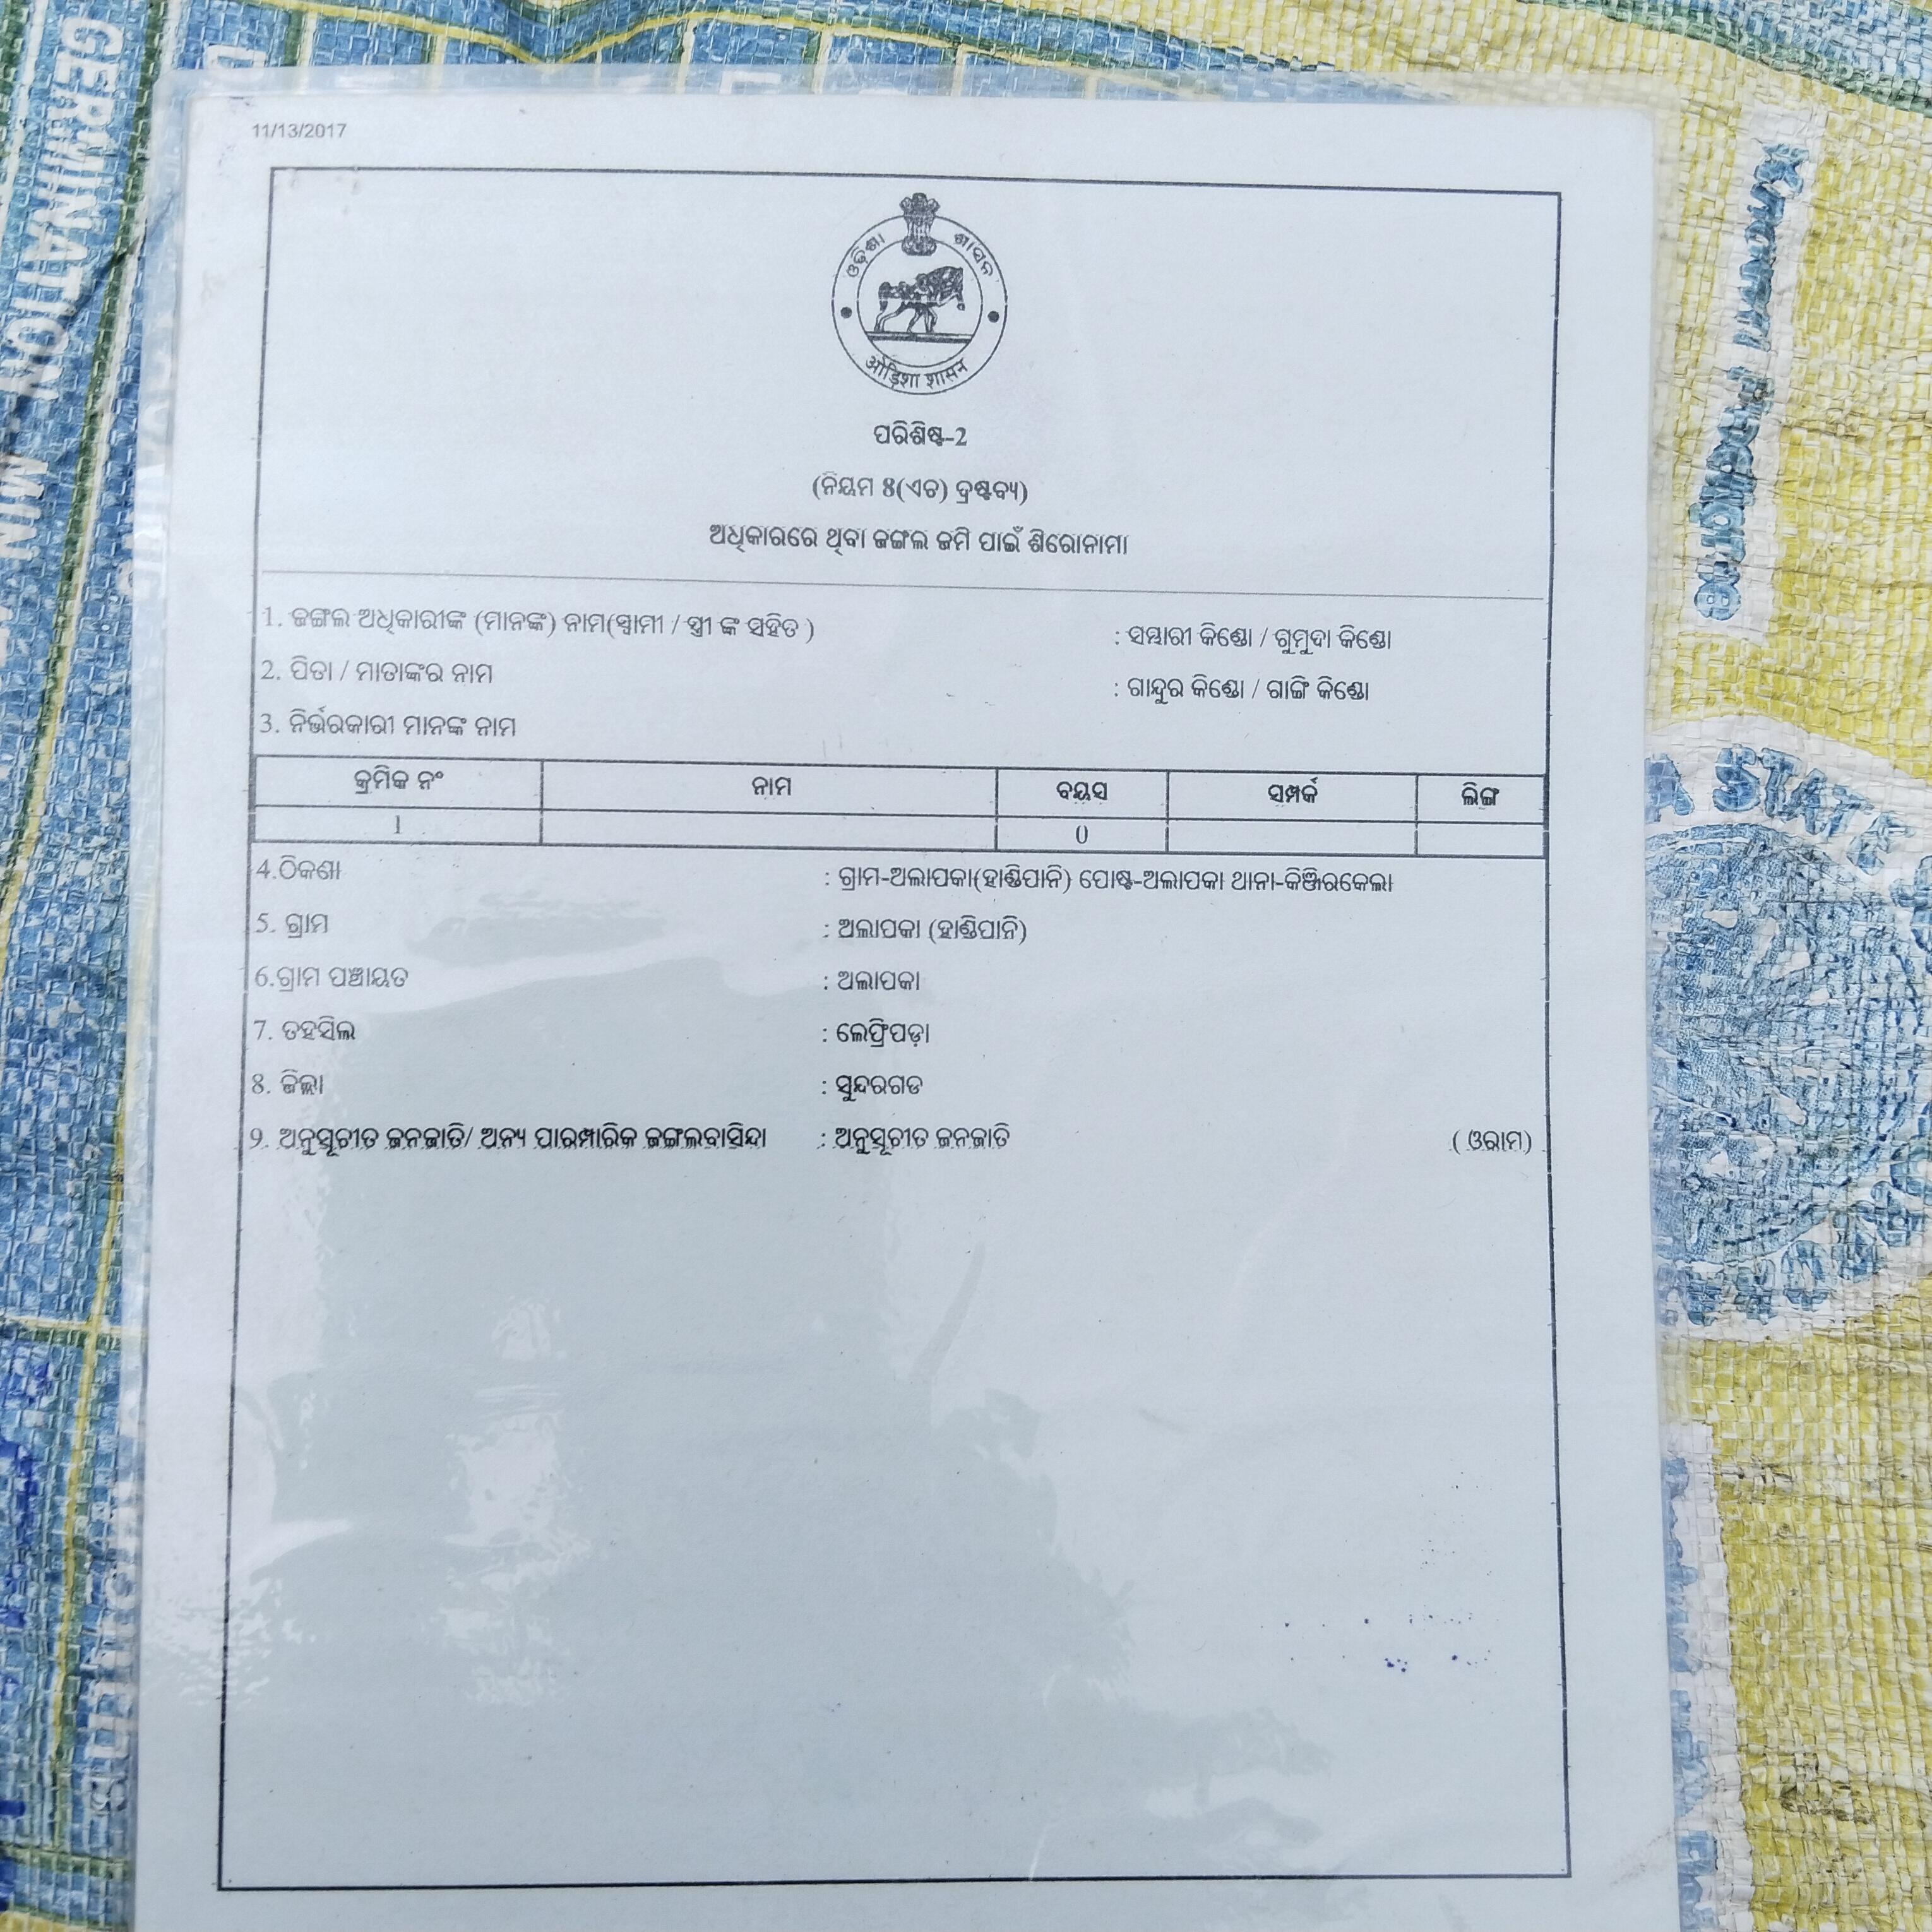 11/13/2017
ଓଡ଼ିଶା ଶାସନ
ओड़िशा शासन
ପରିଶିଷ୍ଟ-2
(ନିୟମ 8(ଏଚ) ଦ୍ରଷ୍ଟବ୍ୟ)
ଅଧିକାରରେ ଥିବା ଜଙ୍ଗଲ ଜମି ପାଇଁ ଶିରୋନାମା
1. ଜଙ୍ଗଲ ଅଧିକାରୀଙ୍କ (ମାନଙ୍କ) ନାମ(ସ୍ୱାମୀ / ସ୍ତ୍ରୀ ଙ୍କ ସହିତ ) : ସମ୍ଭାରୀ କିଣ୍ଡୋ / ଗୁମୁଦା କିଣ୍ଡୋ
2. ପିତା / ମାତାଙ୍କର ନାମ : ଗାନ୍ଦୁର କିଣ୍ଡୋ / ଗାଙ୍ଗି କିଣ୍ଡୋ
3. ନିର୍ଭରକାରୀ ମାନଙ୍କ ନାମ
କ୍ରମିକ ନଂ ନାମ ବୟସ ସମ୍ପର୍କ ଲିଙ୍ଗ
1 0
4.ଠିକଣା : ଗ୍ରାମ-ଅଲାପକା(ହାଣ୍ଡିପାନି) ପୋଷ୍ଟ-ଅଲାପକା ଥାନା-କିଞ୍ଜିରକେଲା
5. ଗ୍ରାମ : ଅଲାପକା (ହାଣ୍ଡିପାନି)
6.ଗ୍ରାମ ପଞ୍ଚାୟତ : ଅଲାପକା
7. ତହସିଲ : ଲେଫ୍ରିପଡ଼ା
8. ଜିଲ୍ଲା : ସୁନ୍ଦରଗଡ
9. ଅନୁସୂଚୀତ ଜନଜାତି/ ଅନ୍ୟ ପାରମ୍ପାରିକ ଜଙ୍ଗଲବାସିନ୍ଦା : ଅନୁସୂଚୀତ ଜନଜାତି ( ଓରାମ)
GERMINATION